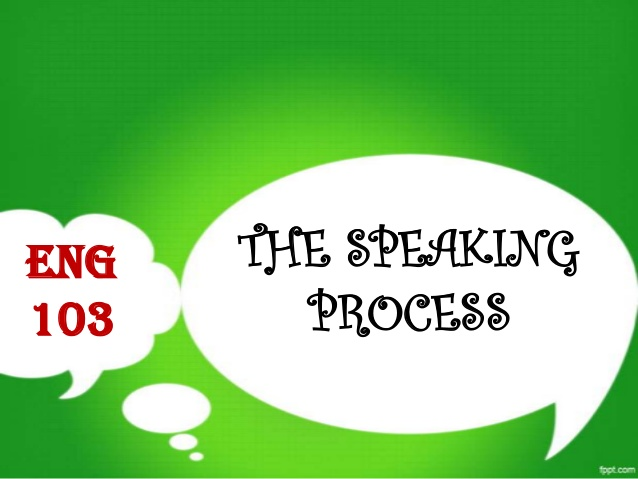 ENG
103
THE SPEAKING
PROCESS
fppt.com